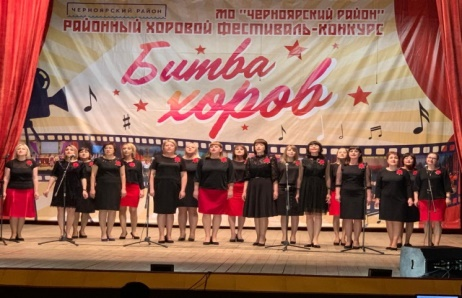 ЧЕРНОЯРСКИЙ РАЙОН
МО "ЧЕРНОЯРСКИЙ РАЙОН"
РАЙОННЫЙ ХОРОВОЙ ФЕСТИВАЛЬ-КОНКУРС
Битва
хоров